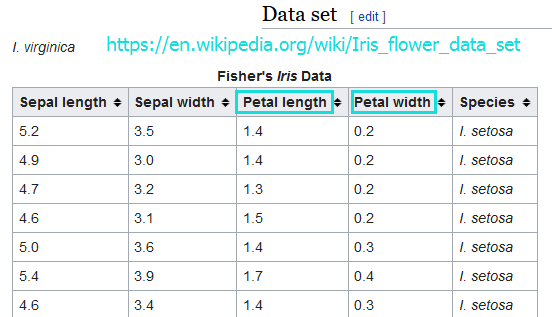 Data set [ edit ]
I. virginica https://en.wikipedia.org/wiki/Iris_flower_data_set
Fisher's Iris Data
Sepal length Sepal width Petal length Petal width Species
5.2 3.5 1.4 0.2 I. setosa
4.9 3.0 1.4 0.2 I. setosa
4.7 3.2 1.3 0.2 I. setosa
4.6 3.1 1.5 0.2 I. setosa
5.0 3.6 1.4 0.3 I. setosa
5.4 3.9 1.7 0.4 I. setosa
4.6 3.4 1.4 0.3 I. setosa